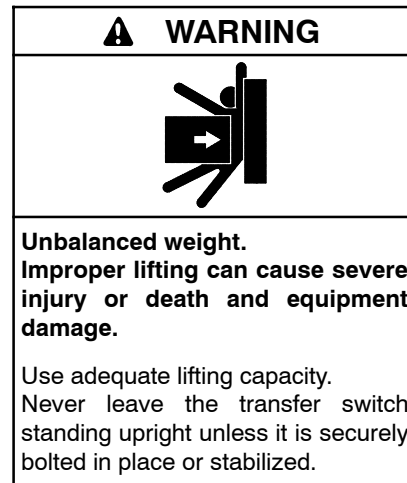 WARNING
Unbalanced weight.
Improper lifting can cause severe
injury or death and equipment
damage.
Use adequate lifting capacity.
Never leave the transfer switch
standing upright unless it is securely
bolted in place or stabilized.